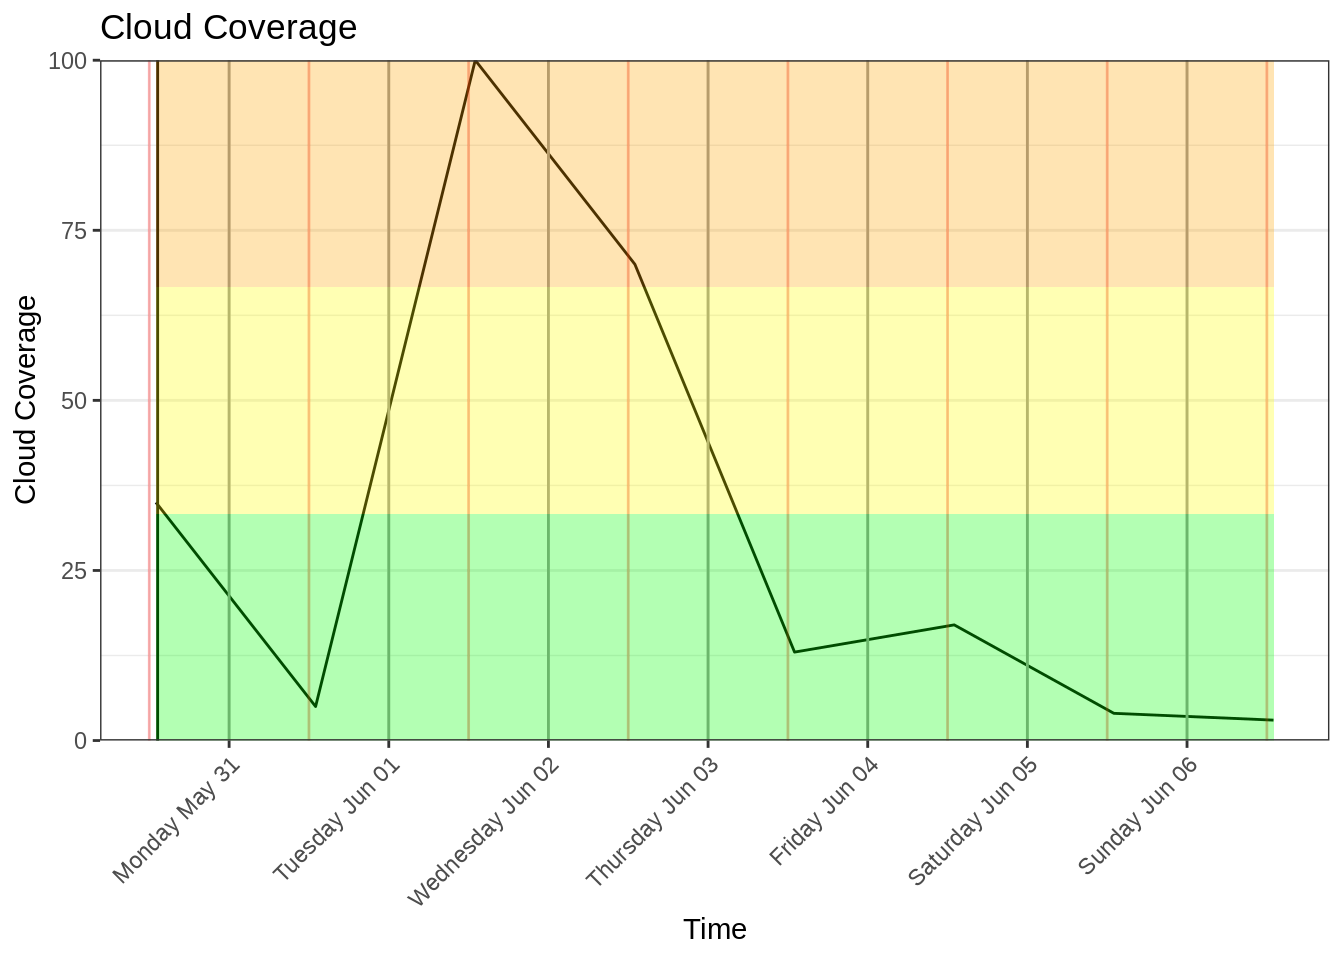 Cloud Coverage
100
75
50
25
0
Cloud Coverage
Monday May 31
Tuesday Jun 01
Wednesday Jun 02
Thursday Jun 03
Friday Jun 04
Saturday Jun 05
Sunday Jun 06
Time